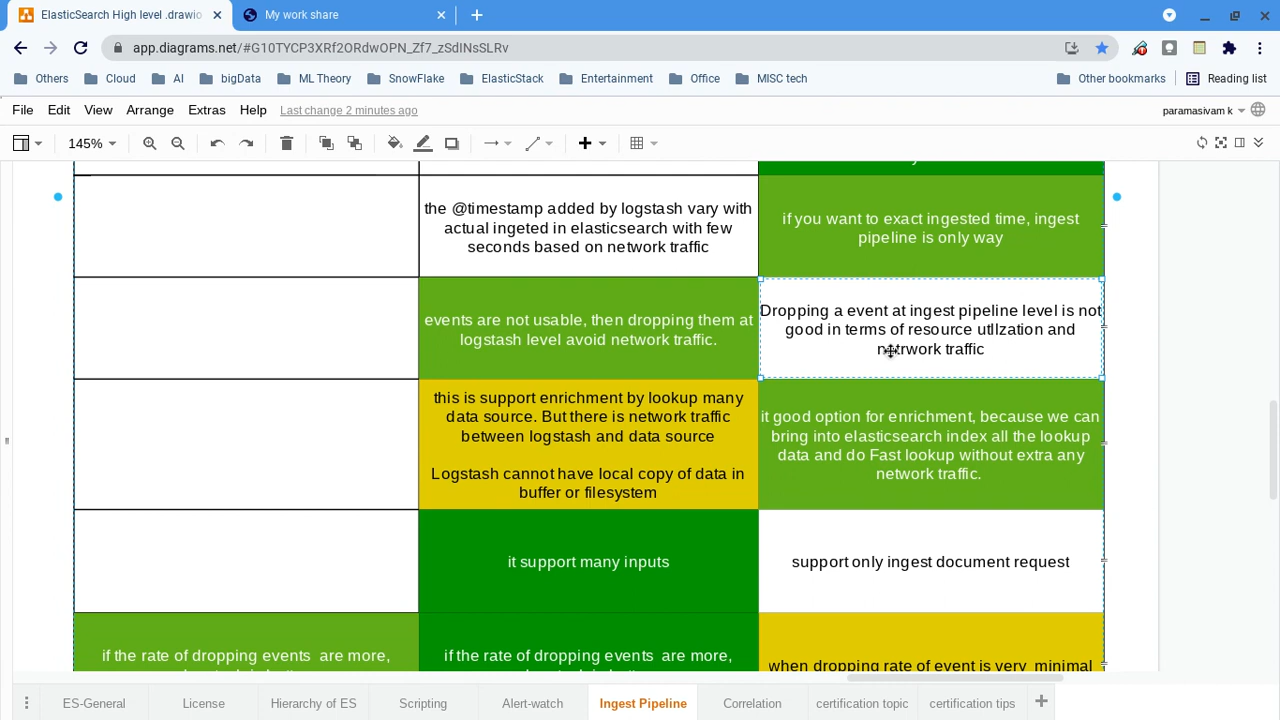 ElasticSearch High level .drawio
My work share
app.diagrams.net/#G10TYCP3XRf2ORdwOPN_Zf7_zSdINsSLRv
Others
Cloud
AI
bigData
ML Theory
SnowFlake
ElasticStack
Entertainment
Office
MISC tech
Other bookmarks
Reading list
File
Edit
View
Arrange
Extras
Help
Last change 2 minutes ago
paramasivam k
145%
the @timestamp added by logstash vary with
actual ingeted in elasticsearch with few
seconds based on network traffic
if you want to exact ingested time, ingest
pipeline is only way
events are not usable, then dropping them at
logstash level avoid network traffic.
Dropping a event at ingest pipeline level is not
good in terms of resource utlIzation and
traffic
this is support enrichment by lookup many
data source. But there is network traffic
between logstash and data source
Logstash cannot have local copy of data in
buffer or filesystem
it good option for enrichment, because we can
bring into elasticsearch index all the lookup
data and do Fast lookup without extra any
network traffic.
it support many inputs
support only ingest document request
if the rate of dropping events are more,
if the rate of dropping events are more,
when dropping rate of event is very minimal
ES-General
License
Hierarchy of ES
Scripting
Alert-watch
Ingest Pipeline
Correlation
certification topic
certification tips